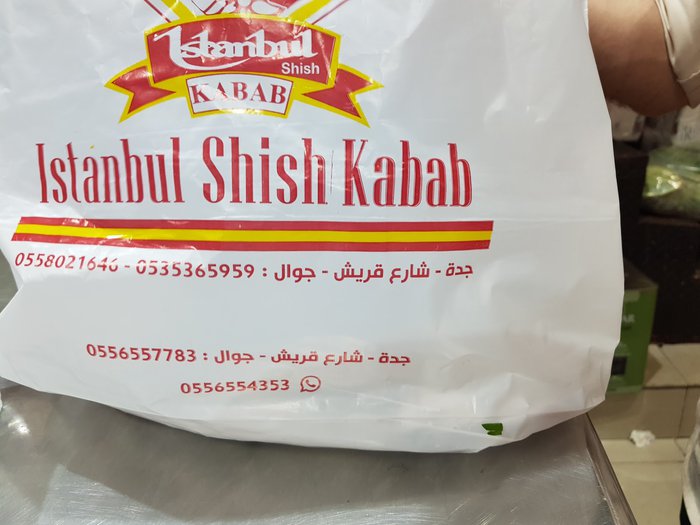 Istanbul
Shish
KABAB
Istanbul Shish Kabab
جدة - شارع قريش - جوال : 0535365959 - 0558021646
جدة - شارع قريش - جوال : 0556557783
0556554353